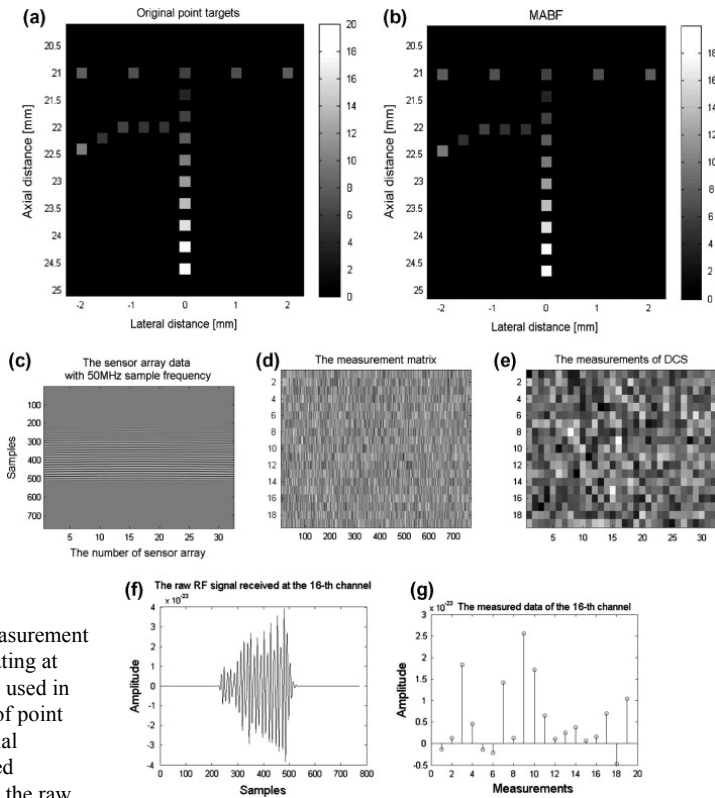 (a)
Original point targets
20.5
21
21.5
22
22.5
23
23.5
24
24.5
25
Axial distance [mm]
-2 -1 0 1 2
Lateral distance [mm]
20
18
16
14
12
10
8
6
4
2
0
(b)
MABF
20.5
21
21.5
22
22.5
23
23.5
24
24.5
25
Axial distance [mm]
-2 -1 0 1 2
Lateral distance [mm]
18
16
14
12
10
8
6
4
2
0
(c)
The sensor array data
with 50MHz sample frequency
100
200
300
400
500
600
700
Samples
5 10 15 20 25 30
The number of sensor array
(d)
The measurement matrix
2
4
6
8
10
12
14
16
18
100 200 300 400 500 600 700
(e)
The measurements of DCS
2
4
6
8
10
12
14
16
18
5 10 15 20 25 30
asurement
ating at
used in
of point
al
ed
the raw
(f)
The raw RF signal received at the 16-th channel
x 10-23
4
3
2
1
0
-1
-2
-3
-4
Amplitude
0 100 200 300 400 500 600 700 800
Samples
(g)
The measured data of the 16-th channel
x 10-23
3
2.5
2
1.5
1
0.5
0
-0.5
Amplitude
0 2 4 6 8 10 12 14 16 18 20
Measurements